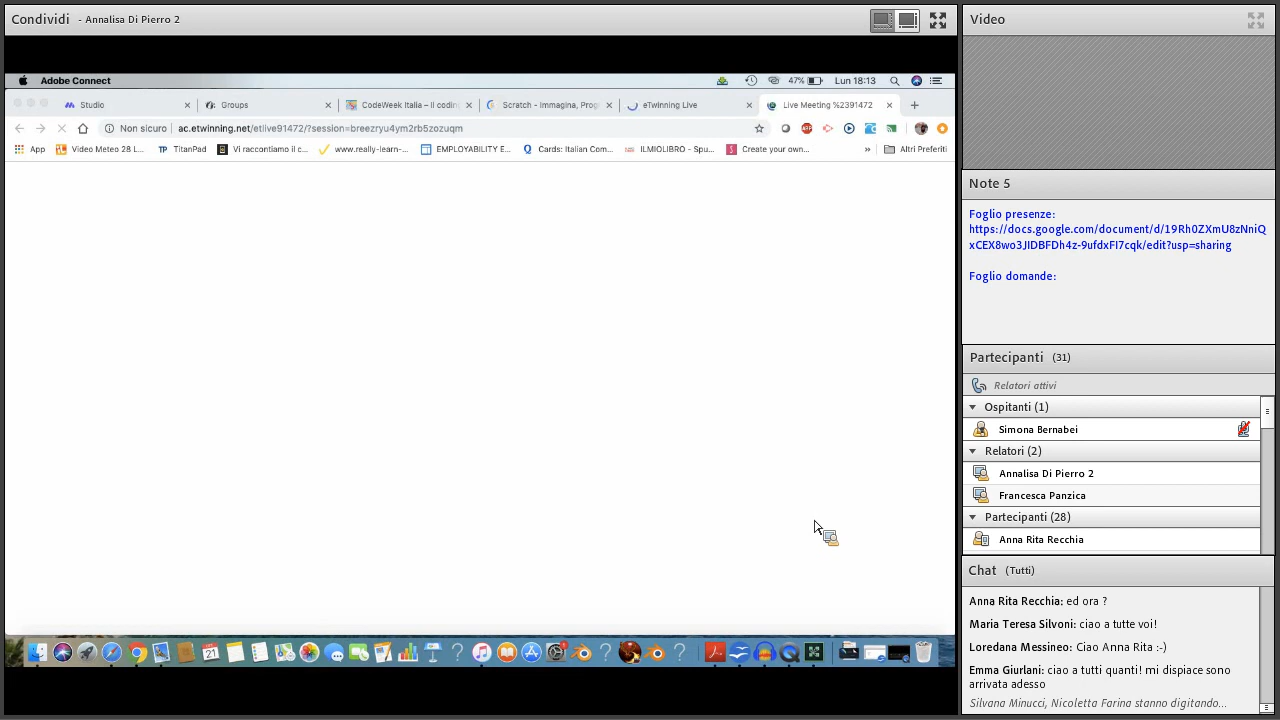 Condividi - Annalisa Di Pierro 2
Adobe Connect
47% Lun 18:13
Studio
Groups
CodeWeek Italia – Il codin
Scratch - Immagina, Prog
eTwinning Live
Live Meeting %2391472
Non sicuro
ac.etwinning.net/etllve91472/?session=breezryu4ym2rb5zozuqm
App
Video Meteo 28 L...
TitanPad
Vi raccontiamo il c...
www.really-learn-...
EMPLOYABILITY E...
Cards: Italian Com...
ILMIOLIBRO - Spu...
Create your own...
»
Altri Preferiti
21
Video
Note 5
Foglio presenze:
https://docs.google.com/document/d/19Rh0ZXmU8zNniQ
xCEX8wo3JIDBFDh4z-9ufdxFI7cqk/edit?usp=sharing
Foglio domande:
Partecipanti (31)
Relatori attivi
Ospitanti (1)
Simona Bernabei
Relatori (2)
Annalisa Di Pierro 2
Francesca Panzica
Partecipanti (28)
Anna Rita Recchia
Chat (Tutti)
Anna Rita Recchia: ed ora ?
Maria Teresa Silvoni: ciao a tutte voi!
Loredana Messineo: Ciao Anna Rita :-)
Emma Giurlani: ciao a tutti quanti! mi dispiace sono
arrivata adesso
Silvana Minucci, Nicoletta Farina stanno digitando...